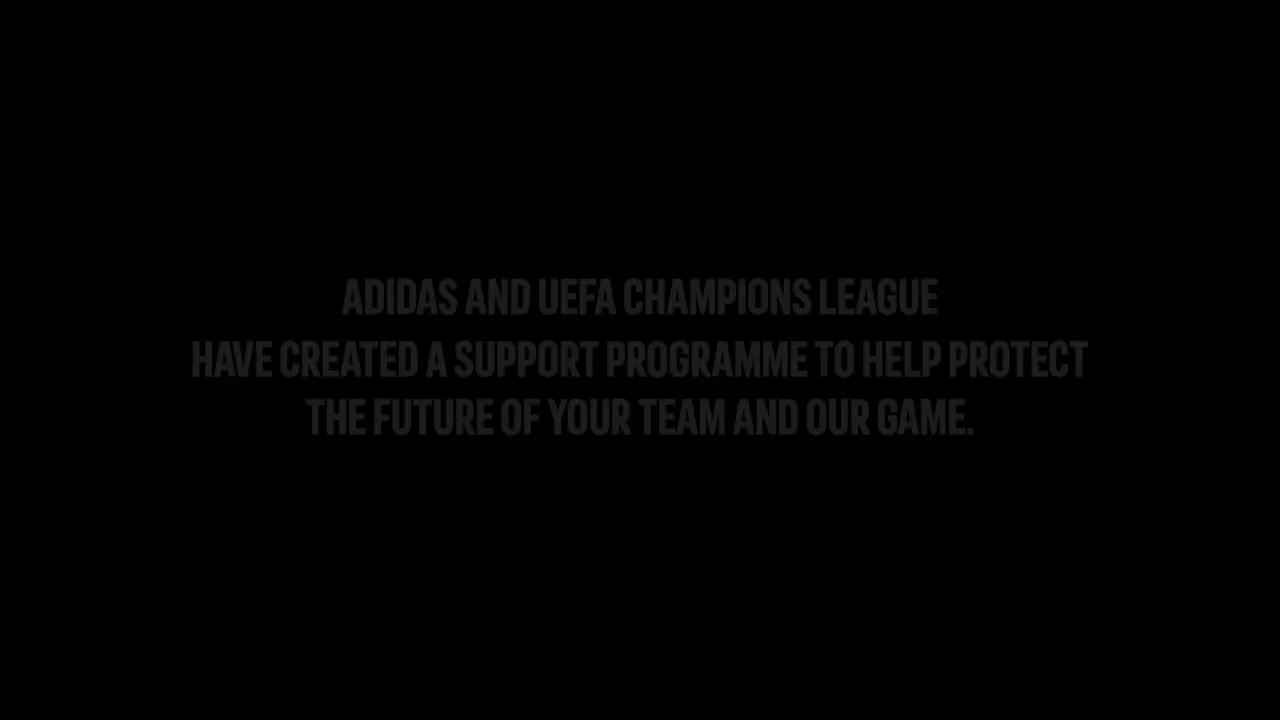 ADIDAS AND UEFA CHAMPIONS LEAGUE
HAVE CREATED A SUPPORT PROGRAMME TO HELP PROTECT
THE FUTURE OF YOUR TEAM AND OUR GAME.